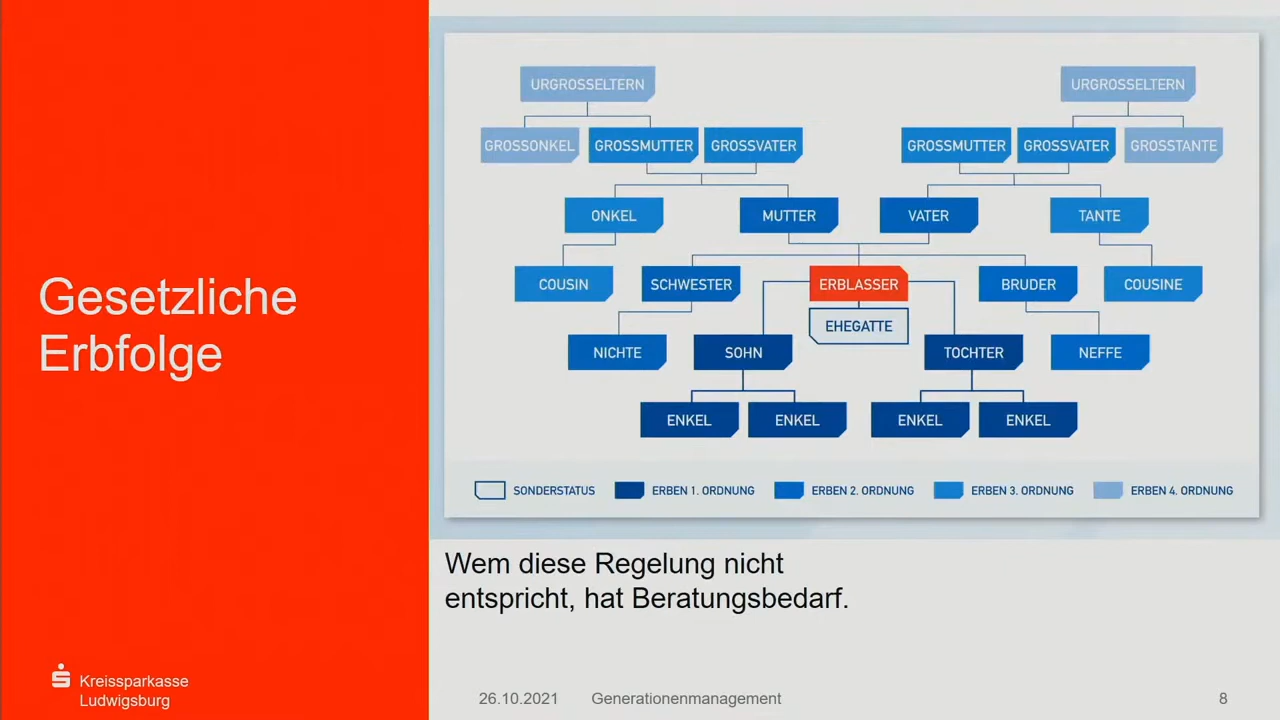 Gesetzliche
Erbfolge
URGROSSELTERN URGROSSELTERN
GROSSONKEL GROSSMUTTER GROSSVATER GROSSMUTTER GROSSVATER GROSSTANTE
ONKEL MUTTER VATER TANTE
COUSIN SCHWESTER ERBLASSER BRUDER COUSINE
EHEGATTE
NICHTE SOHN TOCHTER NEFFE
ENKEL ENKEL ENKEL ENKEL
SONDERSTATUS ERBEN 1. ORDNUNG ERBEN 2. ORDNUNG ERBEN 3. ORDNUNG ERBEN 4. ORDNUNG
Wem diese Regelung nicht
entspricht, hat Beratungsbedarf.
Kreissparkasse
Ludwigsburg
26.10.2021 Generationenmanagement 8